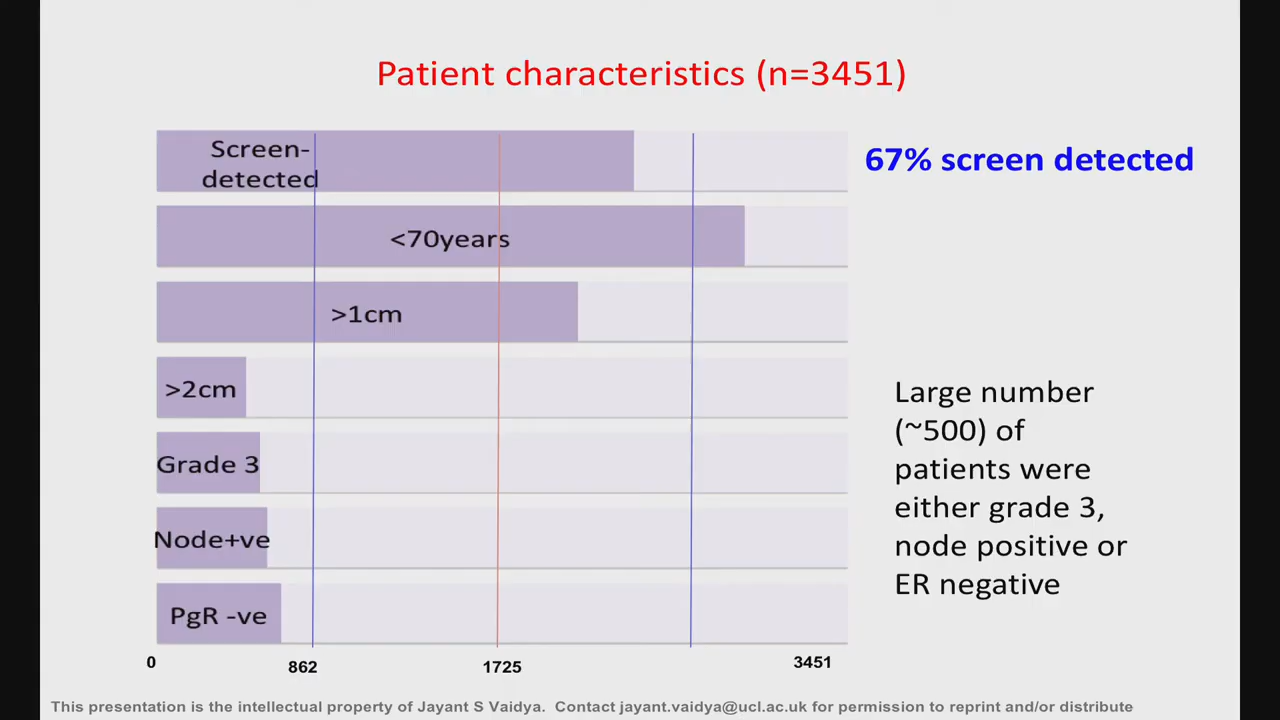 Patient characteristics (n=3451)
Screen-
detected
67% screen detected
<70years
>1cm
>2cm
Grade 3
Node+ve
PgR -ve
Large number
(~500) of
patients were
either grade 3,
node positive or
ER negative
0
862
1725
3451
This presentation is the intellectual property of Jayant S Vaidya. Contact jayant.vaidya@ucl.ac.uk for permission to reprint and/or distribute